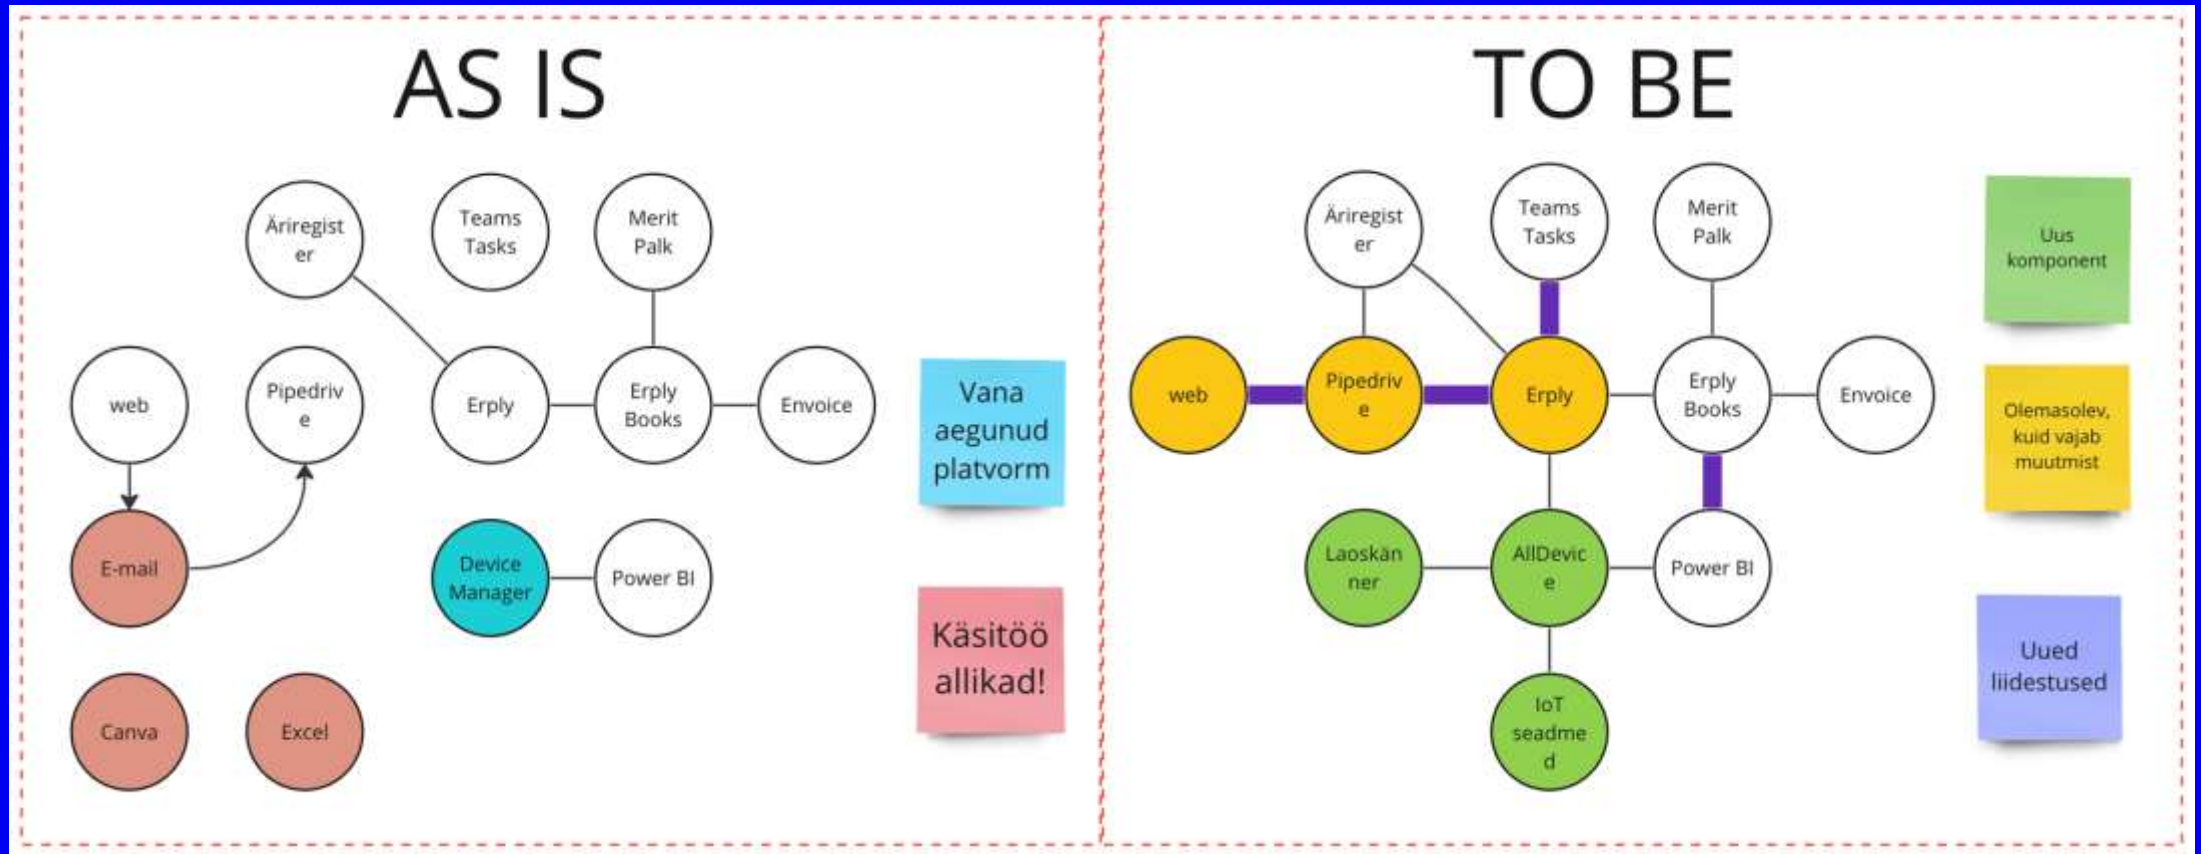 AS IS
Äriregist
er
Teams
Tasks
Merit
Palk
web
Pipedriv
e
Erply
Erply
Books
Envoice
Vana
aegunud
platvorm
E-mail
Device
Manager
Power BI
Käsitöö
allikad!
Canva
Excel
TO BE
Äriregist
er
Teams
Tasks
Merit
Palk
Uus
komponent
web
Pipedriv
e
Erply
Erply
Books
Envoice
Olemasolev,
kuid vajab
muutmist
Laoskän
ner
AllDevic
e
Power BI
Uued
liidestused
IoT
seadme
d